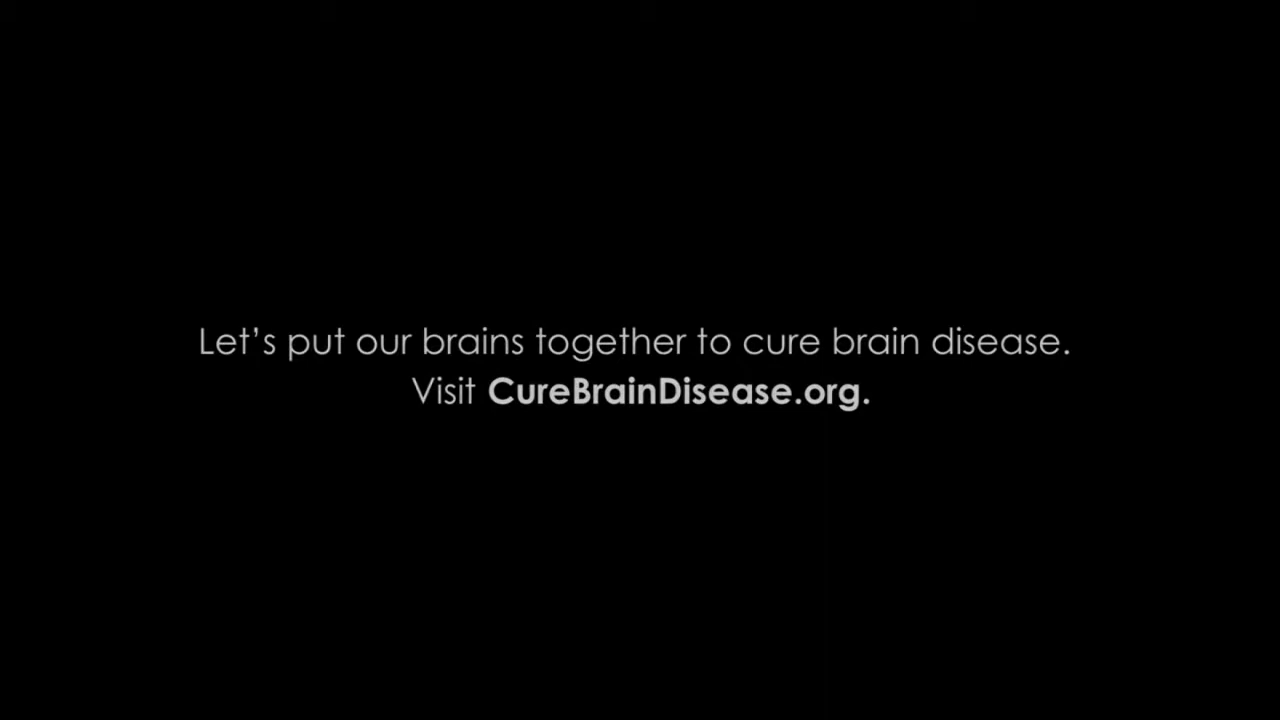 Let’s put our brains together to cure brain disease.
Visit CureBrainDisease.org.